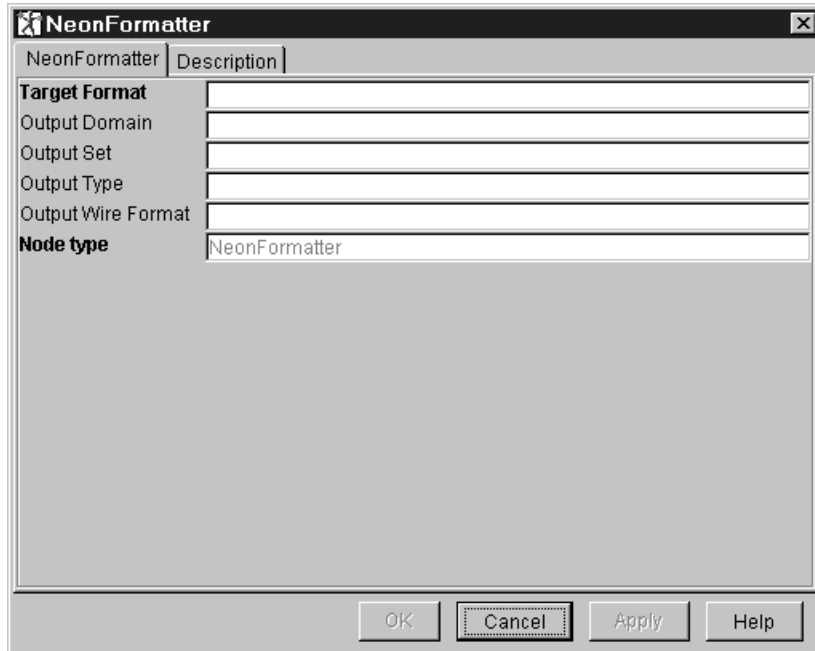 NeonFormatter
NeonFormatter Description
Target Format
Output Domain
Output Set
Output Type
Output Wire Format
Node type NeonFormatter
OK Cancel Apply Help